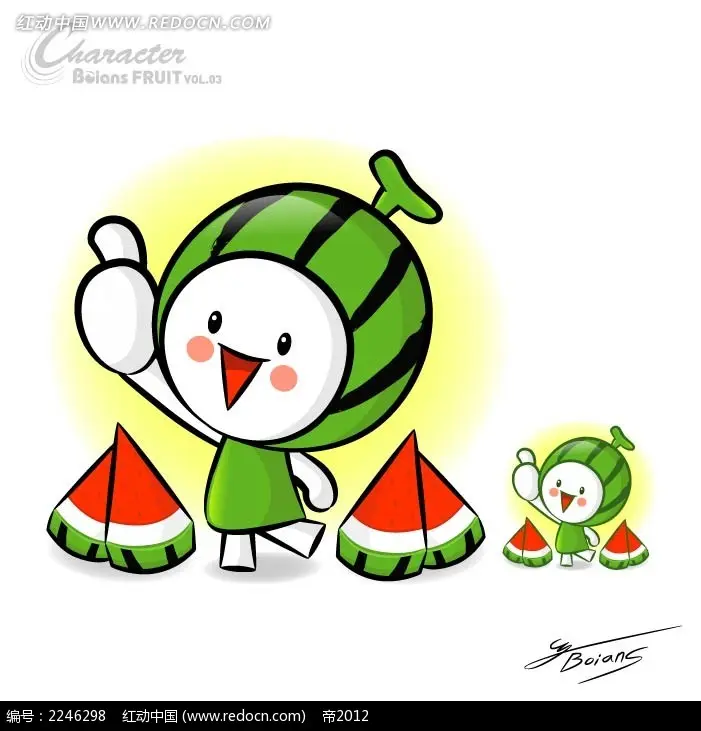 红动中国 WWW.REDOCN.COM
Character
Boians FRUIT VOL.03
Boians
编号：2246298 红动中国 (www.redocn.com) 帝2012